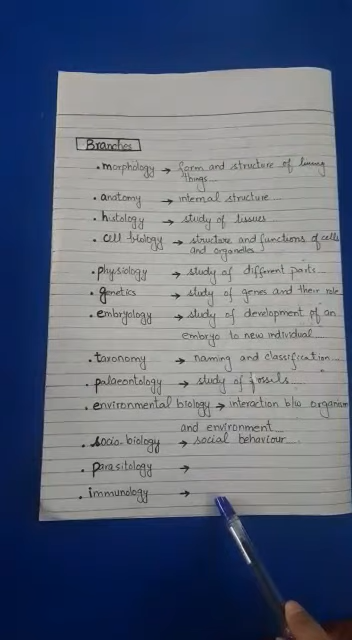 Branches
. morphology → form and structure of living
things
. anatomy → internal structure
. histology → study of tissues
. cell biology → structure and functions of cells
and organelles
. physiology → study of different parts
. genetics → study of genes and their role
. embryology → study of development of an
embryo to new individual
. taxonomy → naming and classification
. palaeontology → study of fossils
. environmental biology → interaction b/w organism
and environment
. socio-biology → social behaviour
. parasitology →
. immunology →